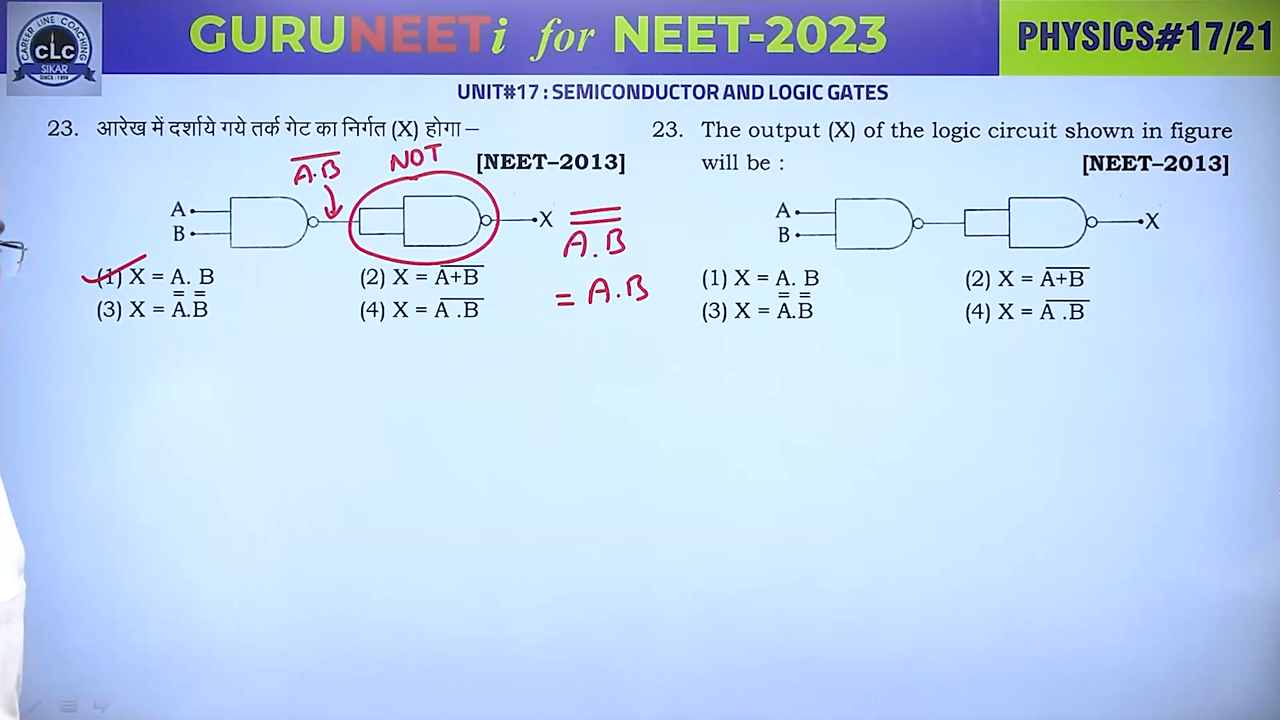 CAREER LINE COACHING
CLC
SIKAR
SINCE : 1996
GURUNEETi for NEET-2023
PHYSICS#17/21
UNIT#17 : SEMICONDUCTOR AND LOGIC GATES
23. आरेख में दर्शाये गये तर्क गेट का निर्गत (X) होगा –
[NEET–2013]
A̅.̅B̅
NOT
A
B
X
A̿.̿B̿
= A.B
(1) X = A. B
(2) X = A̅+̅B̅
(3) X = A̿.B̿
(4) X = A̅ ̅.̅B̅
23. The output (X) of the logic circuit shown in figure
will be :
[NEET–2013]
A
B
X
(1) X = A. B
(2) X = A̅+̅B̅
(3) X = A̿.B̿
(4) X = A̅ ̅.̅B̅